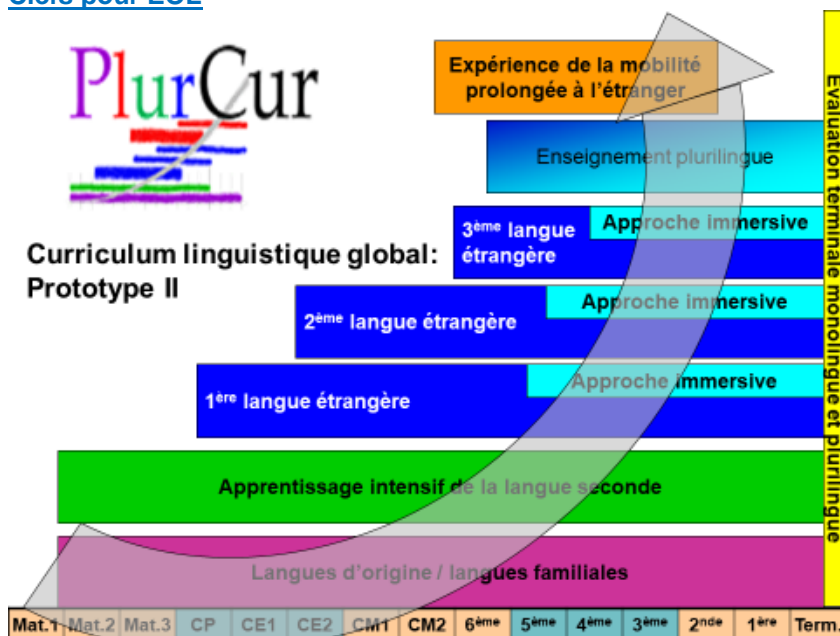 PlurCur
Curriculum linguistique global:
Prototype II
Expérience de la mobilité
prolongée à l'étranger
Enseignement plurilingue
3ème langue
étrangère
Approche immersive
2ème langue étrangère
Approche immersive
1ère langue étrangère
Approche immersive
Apprentissage intensif de la langue seconde
Langues d'origine / langues familiales
Evaluation terminale monolingue et plurilingue
Mat.1 Mat.2 Mat.3 CP CE1 CE2 CM1 CM2 6ème 5ème 4ème 3ème 2nde 1ère Term.